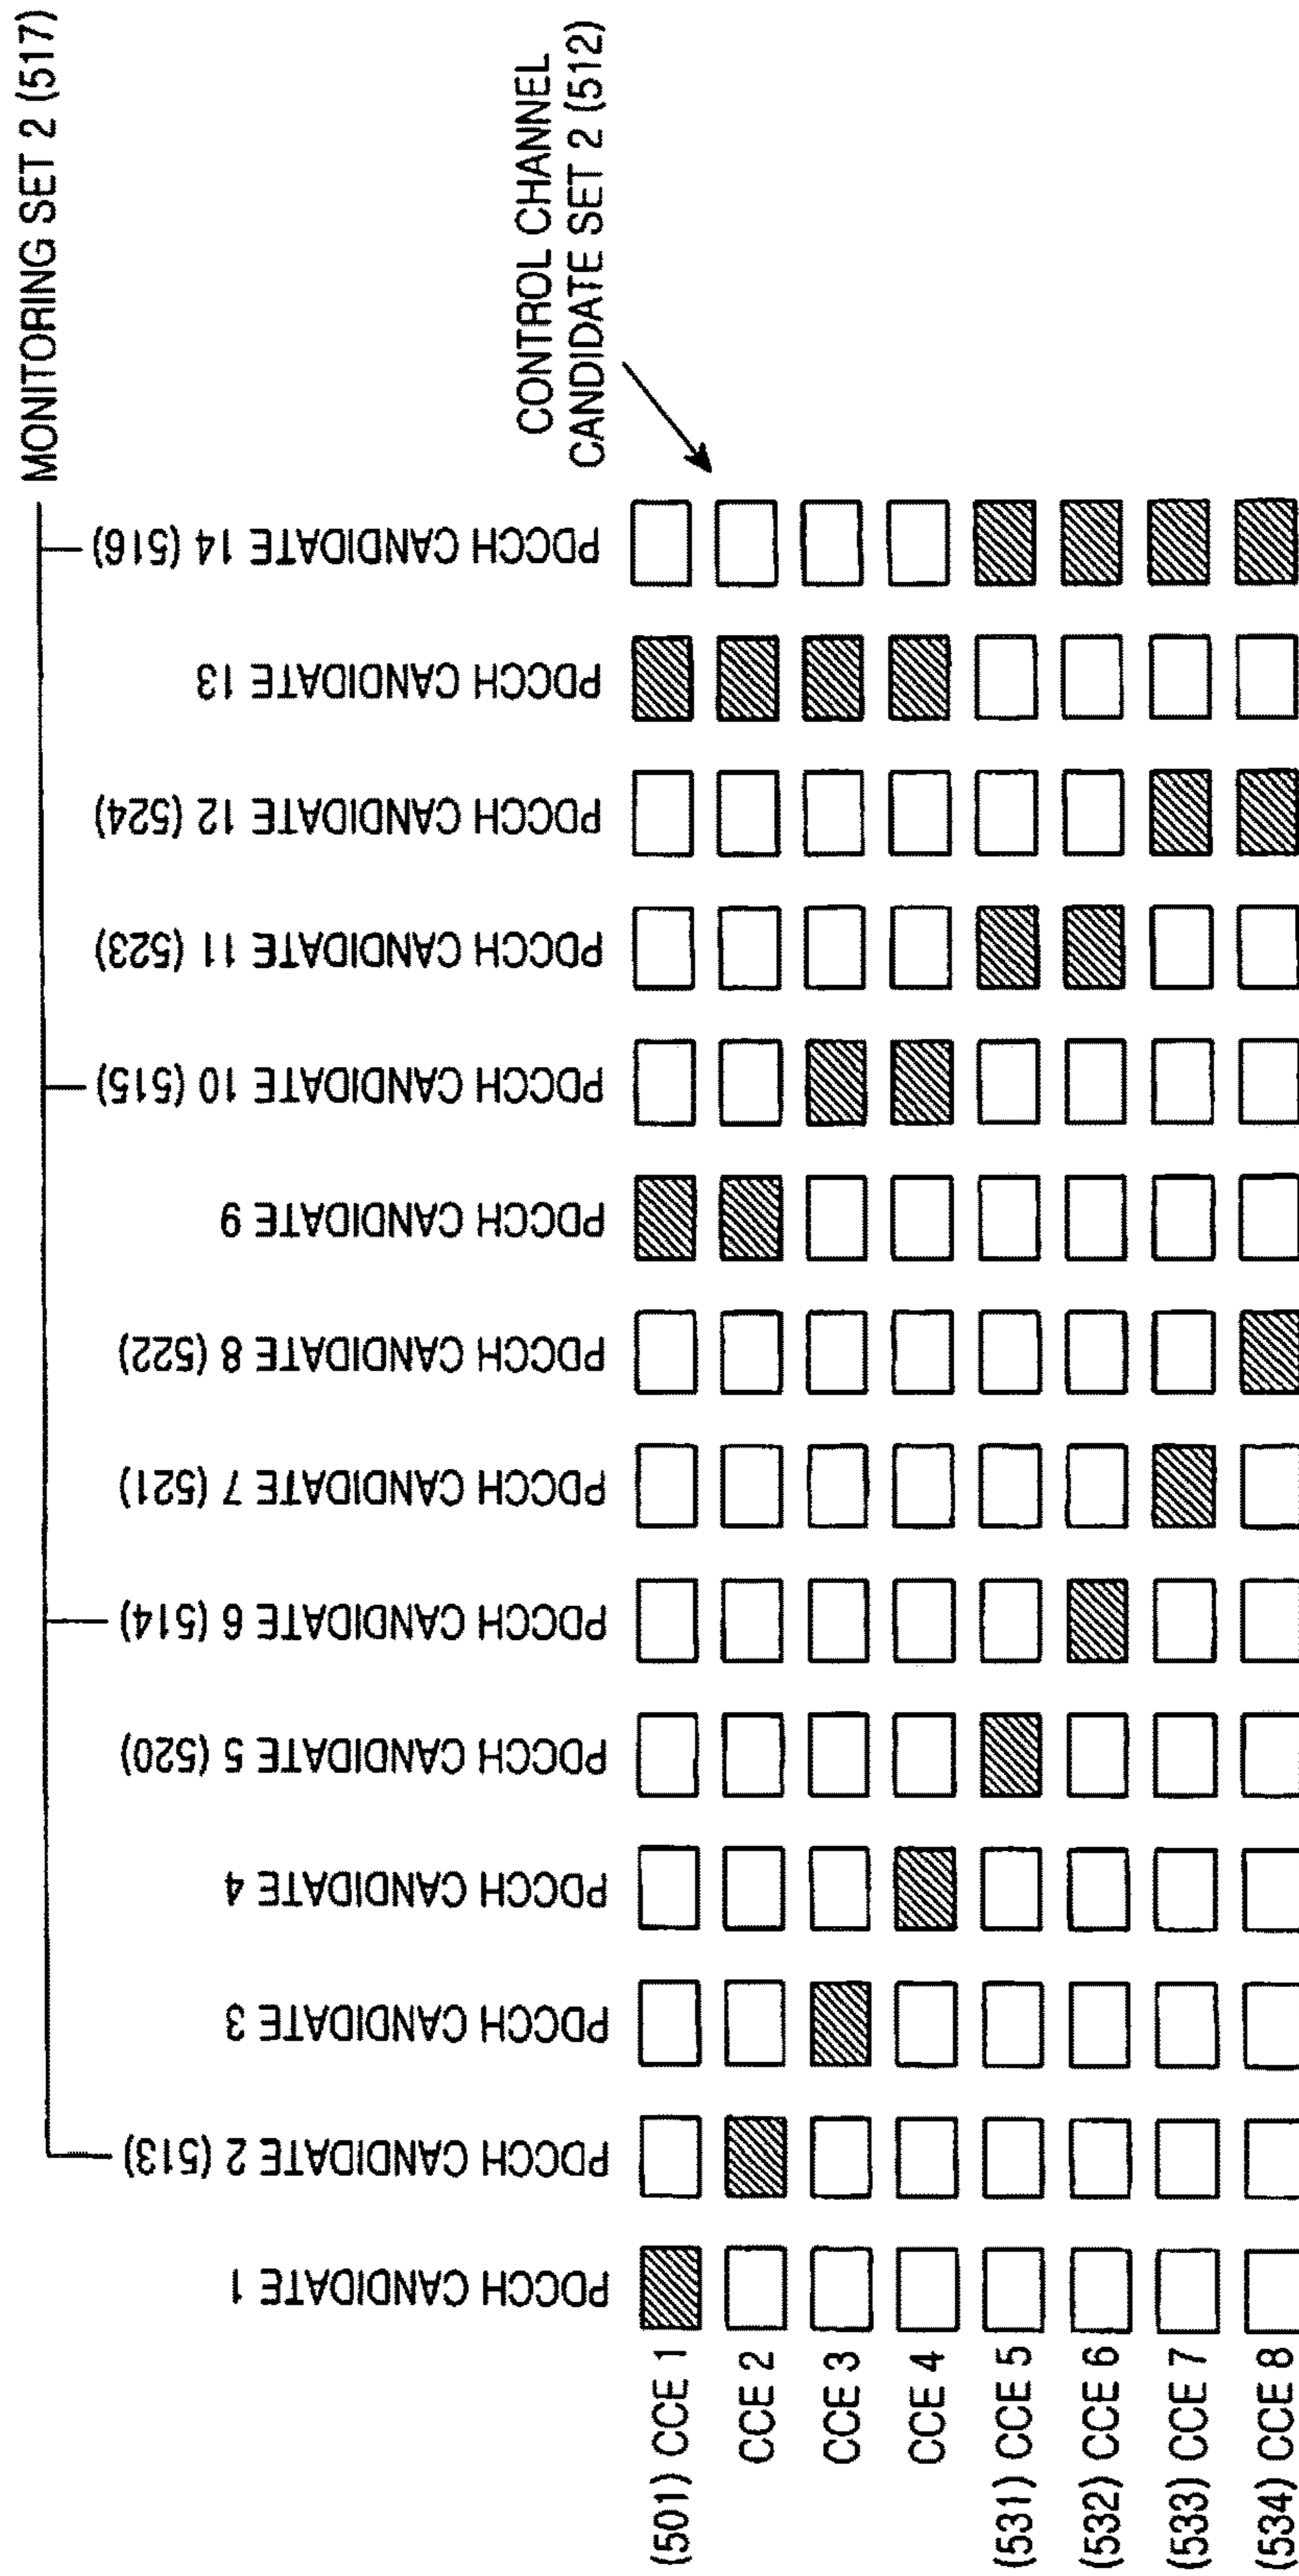 MONITORING SET 2 (517)
CONTROL CHANNEL
CANDIDATE SET 2 (512)
PDCCH CANDIDATE 1
PDCCH CANDIDATE 2 (513)
PDCCH CANDIDATE 3
PDCCH CANDIDATE 4
PDCCH CANDIDATE 5 (520)
PDCCH CANDIDATE 6 (514)
PDCCH CANDIDATE 7 (521)
PDCCH CANDIDATE 8 (522)
PDCCH CANDIDATE 9
PDCCH CANDIDATE 10 (515)
PDCCH CANDIDATE 11 (523)
PDCCH CANDIDATE 12 (524)
PDCCH CANDIDATE 13
PDCCH CANDIDATE 14 (516)
(501) CCE 1
CCE 2
CCE 3
CCE 4
(531) CCE 5
(532) CCE 6
(533) CCE 7
(534) CCE 8